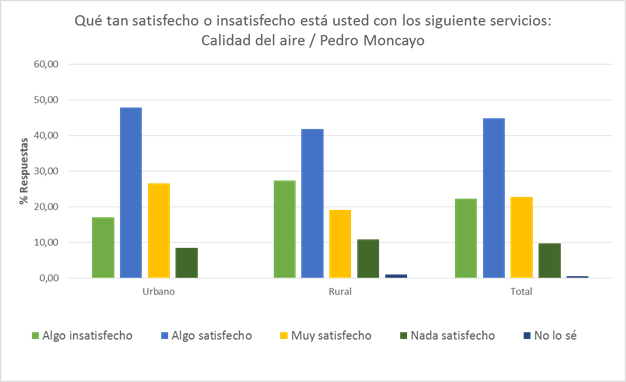 Qué tan satisfecho o insatisfecho está usted con los siguiente servicios:
Calidad del aire / Pedro Moncayo
60,00
50,00
40,00
30,00
20,00
10,00
0,00
% Respuestas
Urbano Rural Total
Algo insatisfecho Algo satisfecho Muy satisfecho Nada satisfecho No lo sé